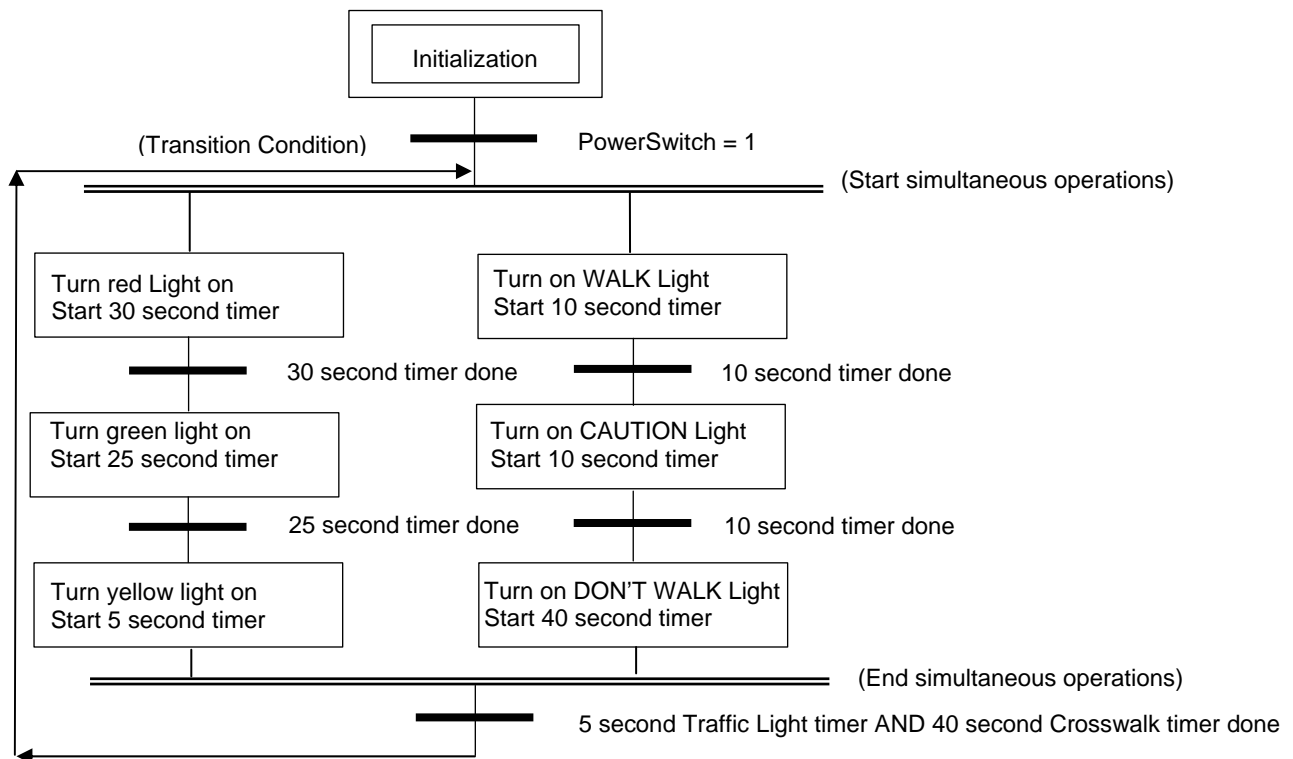 Initialization
(Transition Condition)
PowerSwitch = 1
(Start simultaneous operations)
Turn red Light on
Start 30 second timer
Turn on WALK Light
Start 10 second timer
30 second timer done
10 second timer done
Turn green light on
Start 25 second timer
Turn on CAUTION Light
Start 10 second timer
25 second timer done
10 second timer done
Turn yellow light on
Start 5 second timer
Turn on DON'T WALK Light
Start 40 second timer
(End simultaneous operations)
5 second Traffic Light timer AND 40 second Crosswalk timer done